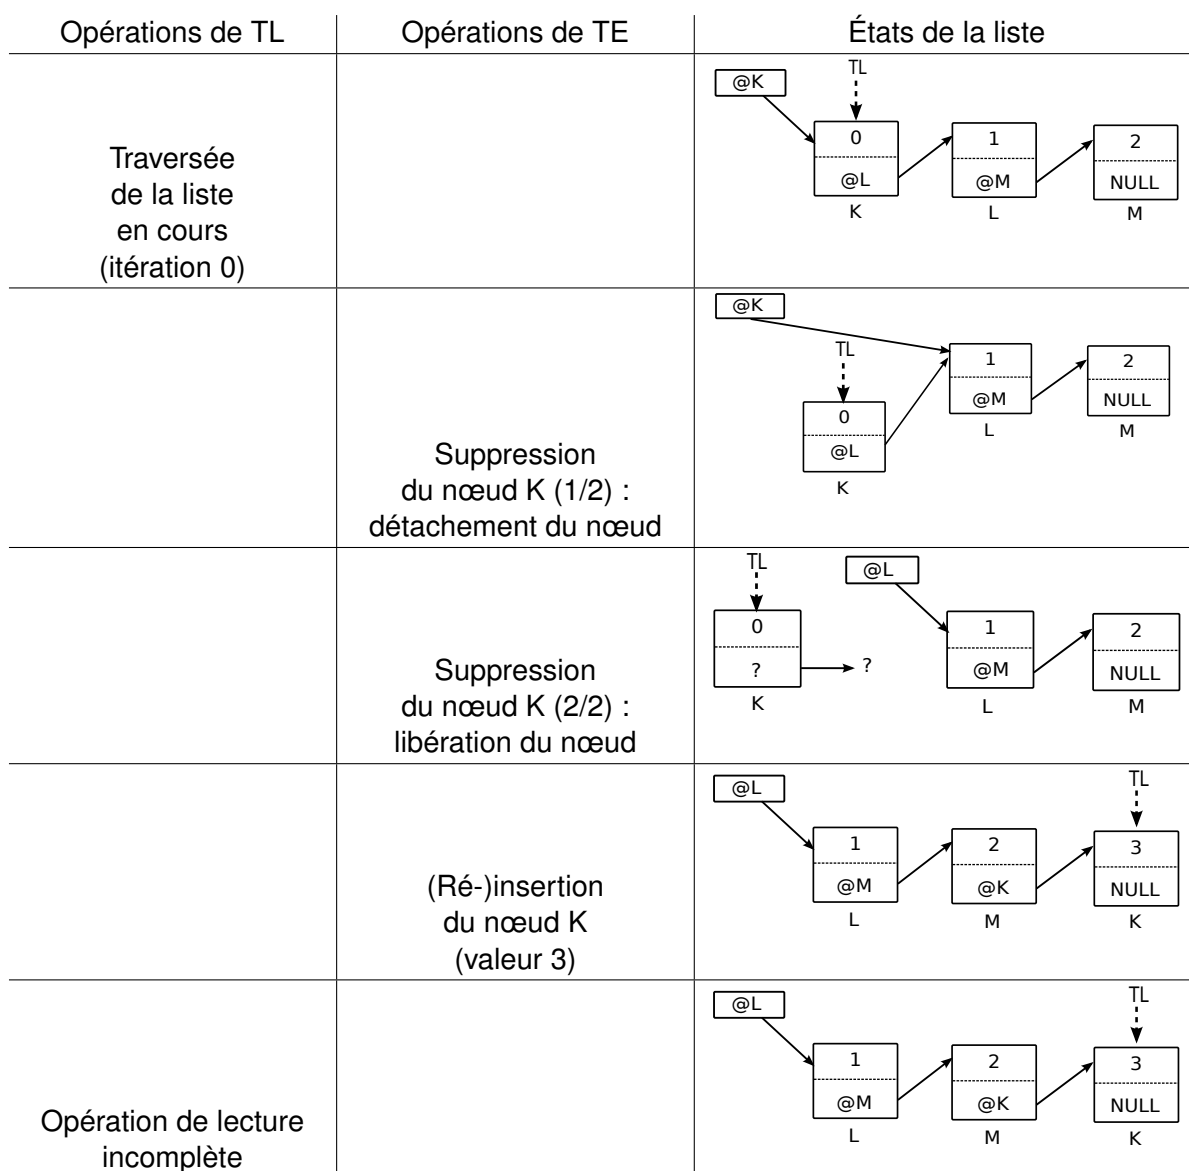 Opérations de TL
Opérations de TE
États de la liste
Traversée
de la liste
en cours
(itération 0)
@K
TL
0
@L
K
1
@M
L
2
NULL
M
Suppression
du nœud K (1/2) :
détachement du nœud
@K
TL
0
@L
K
1
@M
L
2
NULL
M
Suppression
du nœud K (2/2) :
libération du nœud
TL
0
?
K
?
@L
1
@M
L
2
NULL
M
(Ré-)insertion
du nœud K
(valeur 3)
@L
1
@M
L
2
@K
M
TL
3
NULL
K
Opération de lecture
incomplète
@L
1
@M
L
2
@K
M
TL
3
NULL
K